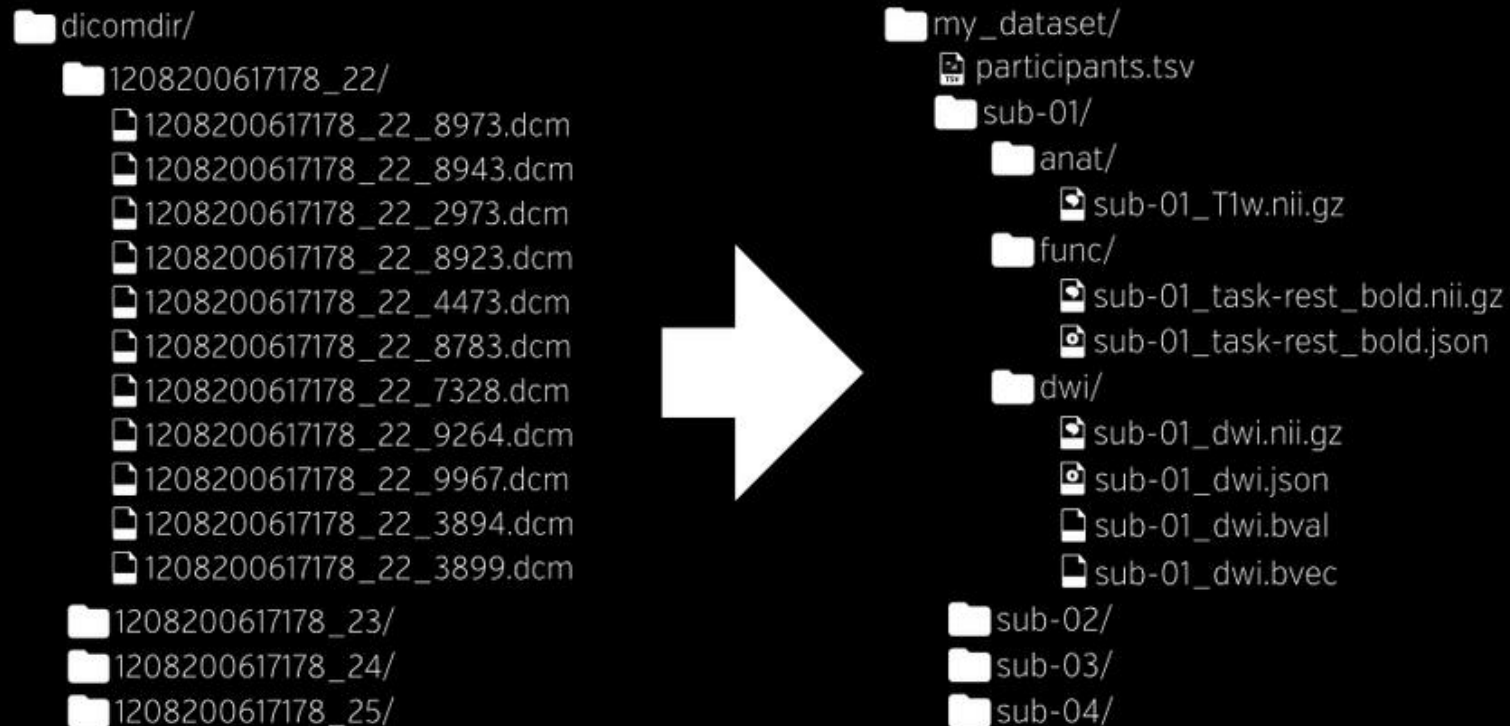 dicomdir/
1208200617178_22/
1208200617178_22_8973.dcm
1208200617178_22_8943.dcm
1208200617178_22_2973.dcm
1208200617178_22_8923.dcm
1208200617178_22_4473.dcm
1208200617178_22_8783.dcm
1208200617178_22_7328.dcm
1208200617178_22_9264.dcm
1208200617178_22_9967.dcm
1208200617178_22_3894.dcm
1208200617178_22_3899.dcm
1208200617178_23/
1208200617178_24/
1208200617178_25/
my_dataset/
participants.tsv
sub-01/
anat/
sub-01_T1w.nii.gz
func/
sub-01_task-rest_bold.nii.gz
sub-01_task-rest_bold.json
dwi/
sub-01_dwi.nii.gz
sub-01_dwi.json
sub-01_dwi.bval
sub-01_dwi.bvec
sub-02/
sub-03/
sub-04/